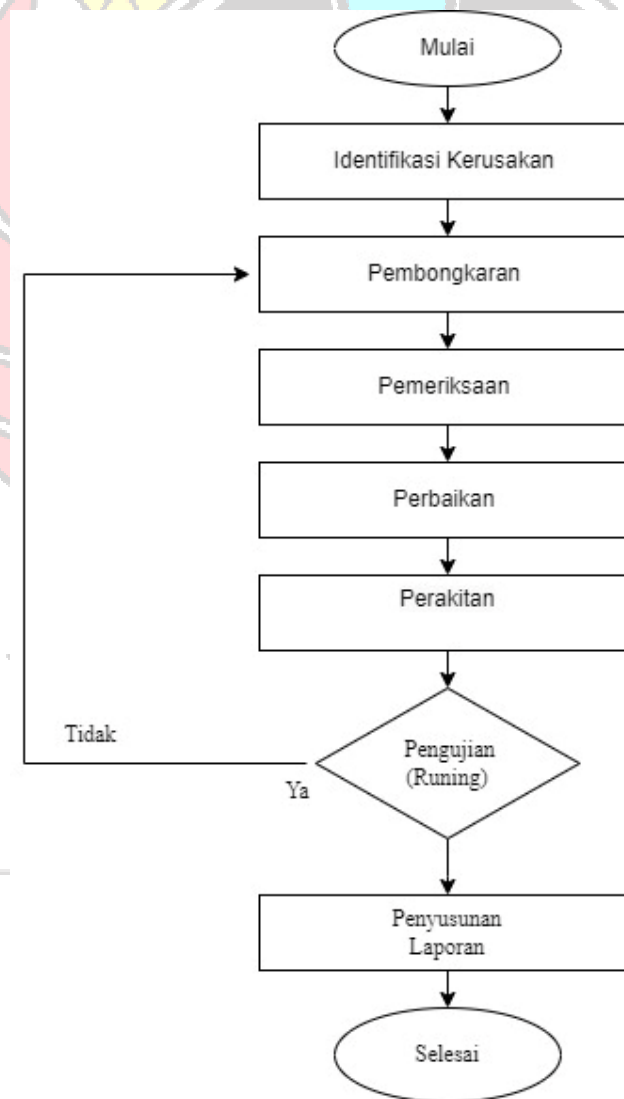 Mulai
Identifikasi Kerusakan
Pembongkaran
Pemeriksaan
Perbaikan
Perakitan
Tidak
Pengujian
(Runing)
Ya
Penyusunan
Laporan
Selesai